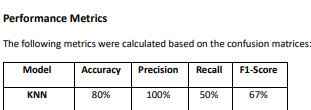 Performance Metrics
The following metrics were calculated based on the confusion matrices:
Model Accuracy Precision Recall F1-Score
KNN 80% 100% 50% 67%